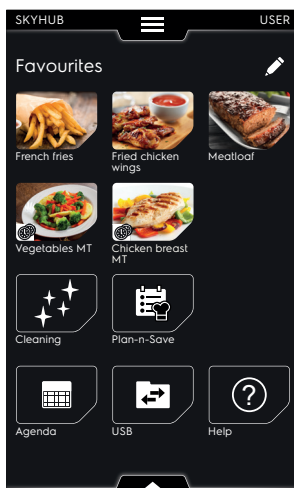 SKYHUB USER
Favourites
French fries Fried chicken Meatloaf
wings
Vegetables MT Chicken breast
MT
Cleaning Plan-n-Save
Agenda USB Help
?